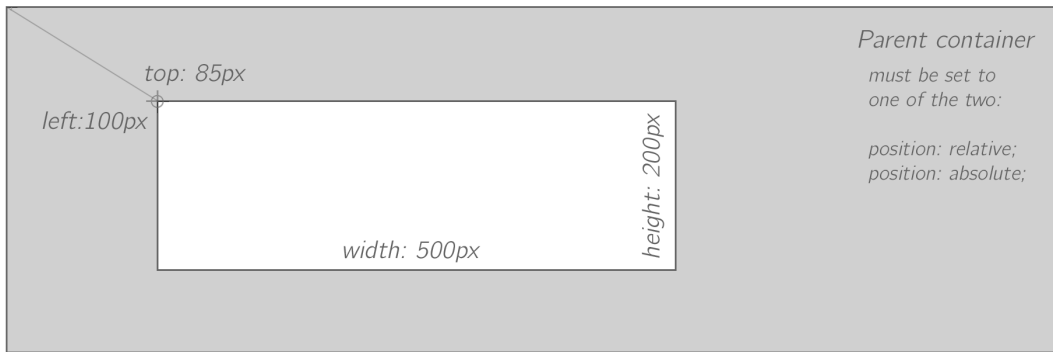 Parent container
top: 85px
must be set to
one of the two:
left:100px
height: 200px
position: relative;
position: absolute;
width: 500px